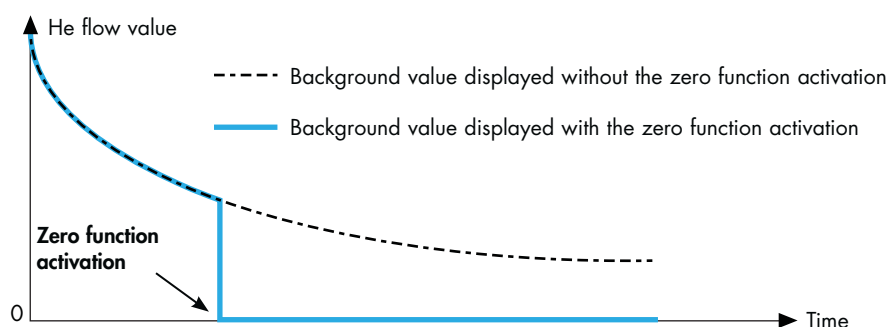 He flow value
Background value displayed without the zero function activation
Background value displayed with the zero function activation
Zero function
activation
0
Time